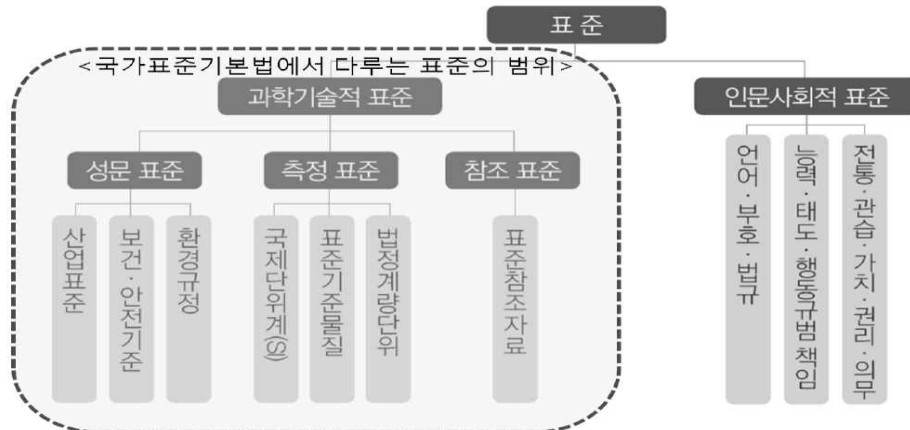 표 준
<국가표준기본법에서 다루는 표준의 범위>
과학기술적 표준
인문사회적 표준
성문 표준
측정 표준
참조 표준
산업표준
보건·안전기준
환경규정
국제단위계(SI)
표준기준물질
법정계량단위
표준참조자료
언어·부호·법규
능력·태도·행동규범 책임
전통·관습·가치·권리·의무